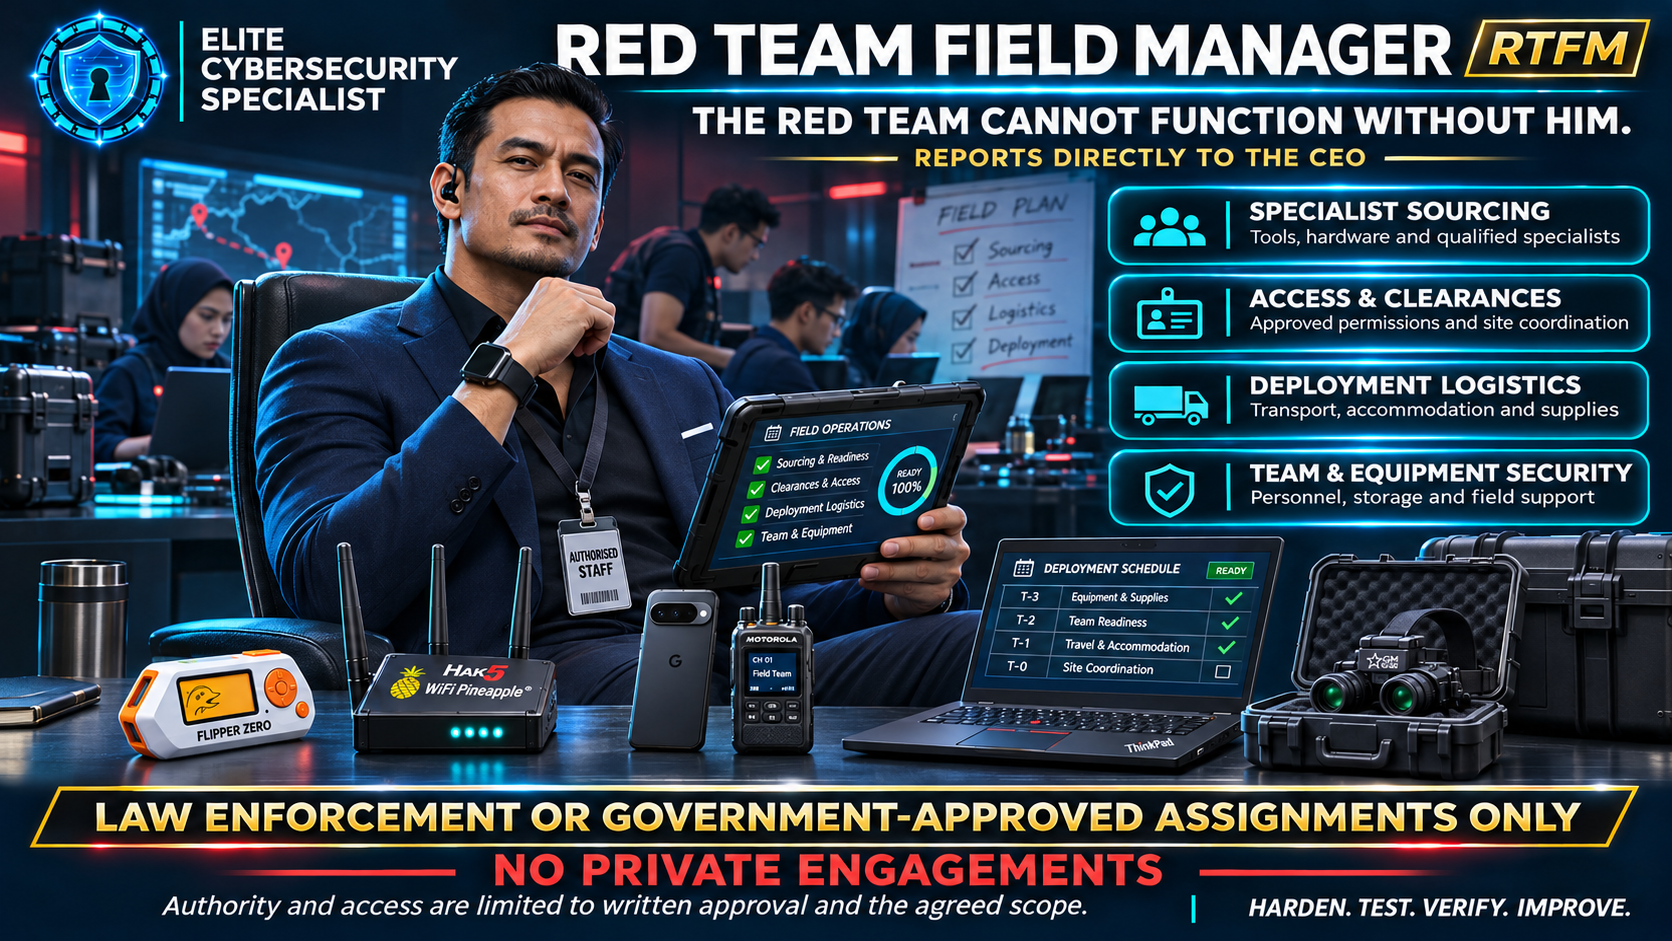 ELITE
CYBERSECURITY
SPECIALIST
RED TEAM FIELD MANAGER
RTFM
THE RED TEAM CANNOT FUNCTION WITHOUT HIM.
REPORTS DIRECTLY TO THE CEO
FIELD PLAN
Sourcing
Access
Logistics
Deployment
SPECIALIST SOURCING
Tools, hardware and qualified specialists
ACCESS & CLEARANCES
Approved permissions and site coordination
DEPLOYMENT LOGISTICS
Transport, accommodation and supplies
TEAM & EQUIPMENT SECURITY
Personnel, storage and field support
FIELD OPERATIONS
Sourcing & Readiness
Clearances & Access
Deployment Logistics
Team & Equipment
READY
100%
AUTHORISED
STAFF
FLIPPER ZERO
HAK5
WiFi Pineapple®
G
MOTOROLA
CH 01
Field Team
DEPLOYMENT SCHEDULE
READY
T-3 Equipment & Supplies
T-2 Team Readiness
T-1 Travel & Accommodation
T-0 Site Coordination
ThinkPad
LAW ENFORCEMENT OR GOVERNMENT-APPROVED ASSIGNMENTS ONLY
NO PRIVATE ENGAGEMENTS
Authority and access are limited to written approval and the agreed scope.
HARDEN. TEST. VERIFY. IMPROVE.